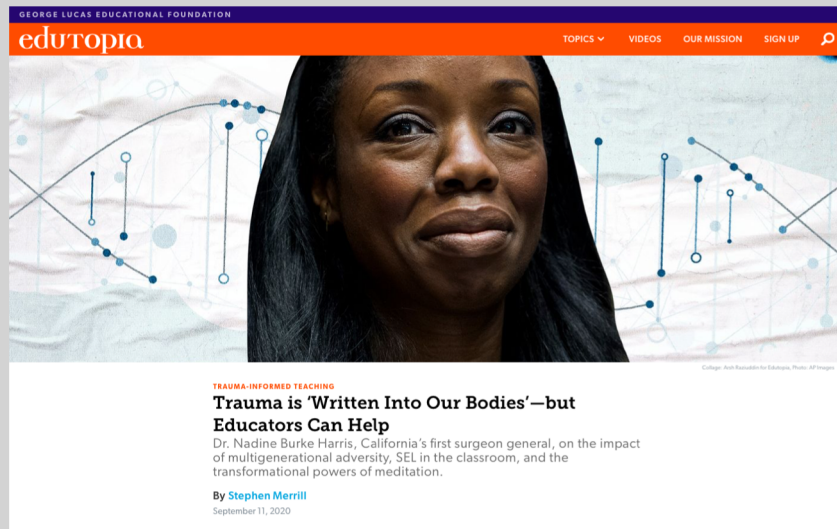 GEORGE LUCAS EDUCATIONAL FOUNDATION
edutopia
TOPICS VIDEOS OUR MISSION SIGN UP
Collage: Arsh Raziuddin for Edutopia, Photo: AP Images
TRAUMA-INFORMED TEACHING
Trauma is ‘Written Into Our Bodies’—but
Educators Can Help
Dr. Nadine Burke Harris, California’s first surgeon general, on the impact
of multigenerational adversity, SEL in the classroom, and the
transformational powers of meditation.
By Stephen Merrill
September 11, 2020